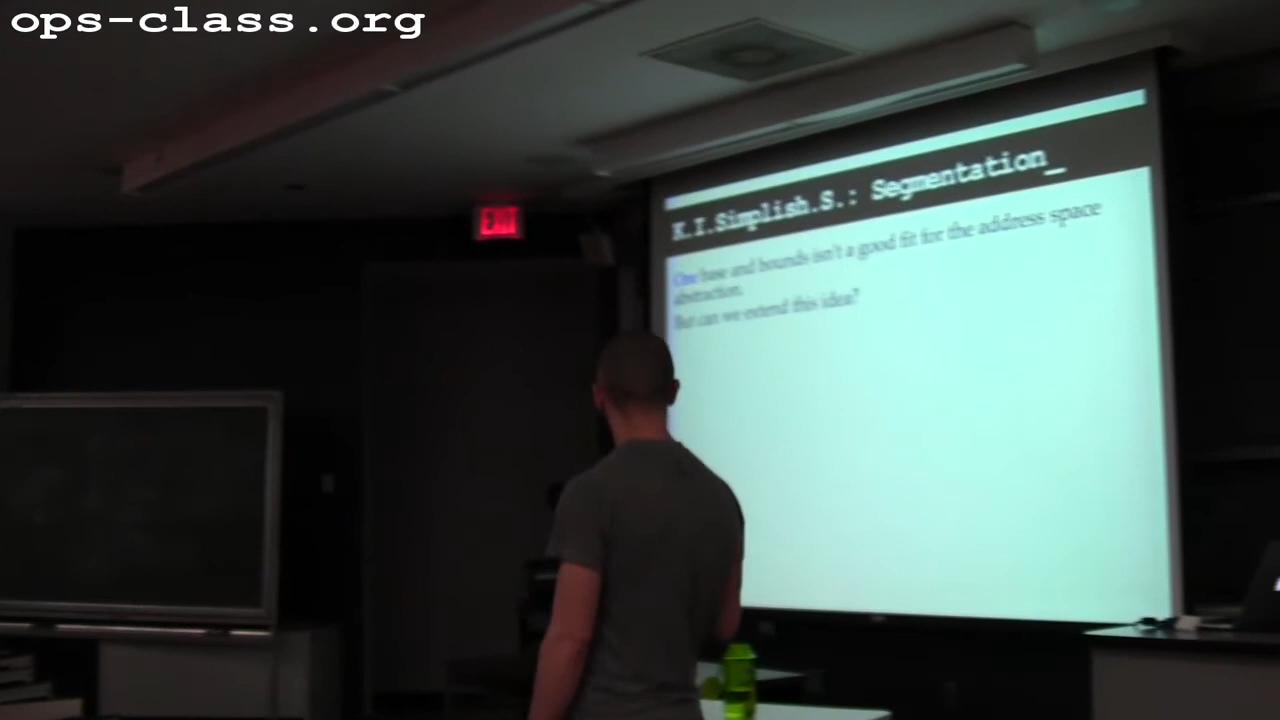 ops-class.org
EXIT
K.I.Simplish.S.: Segmentation_
One base and bounds isn't a good fit for the address space
abstraction.
But can we extend this idea?